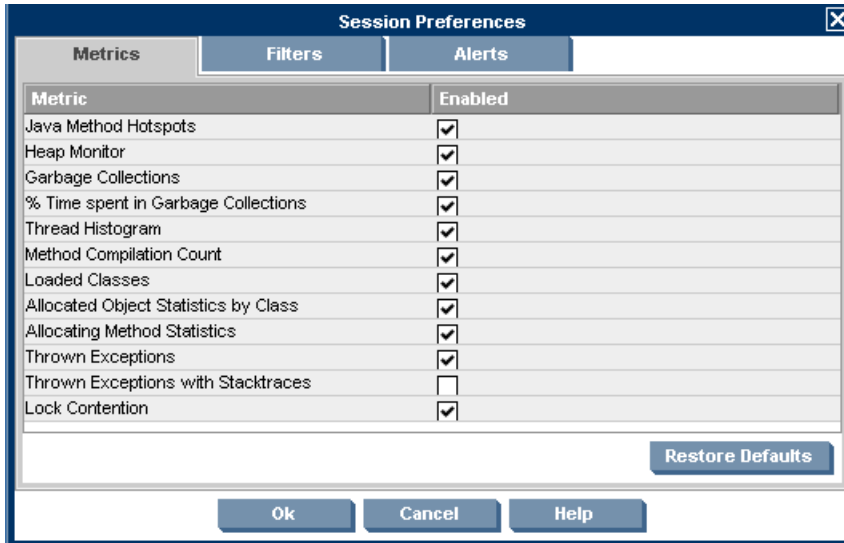 Session Preferences
Metrics Filters Alerts
Metric Enabled
Java Method Hotspots
Heap Monitor
Garbage Collections
% Time spent in Garbage Collections
Thread Histogram
Method Compilation Count
Loaded Classes
Allocated Object Statistics by Class
Allocating Method Statistics
Thrown Exceptions
Thrown Exceptions with Stacktraces
Lock Contention
Restore Defaults
Ok Cancel Help